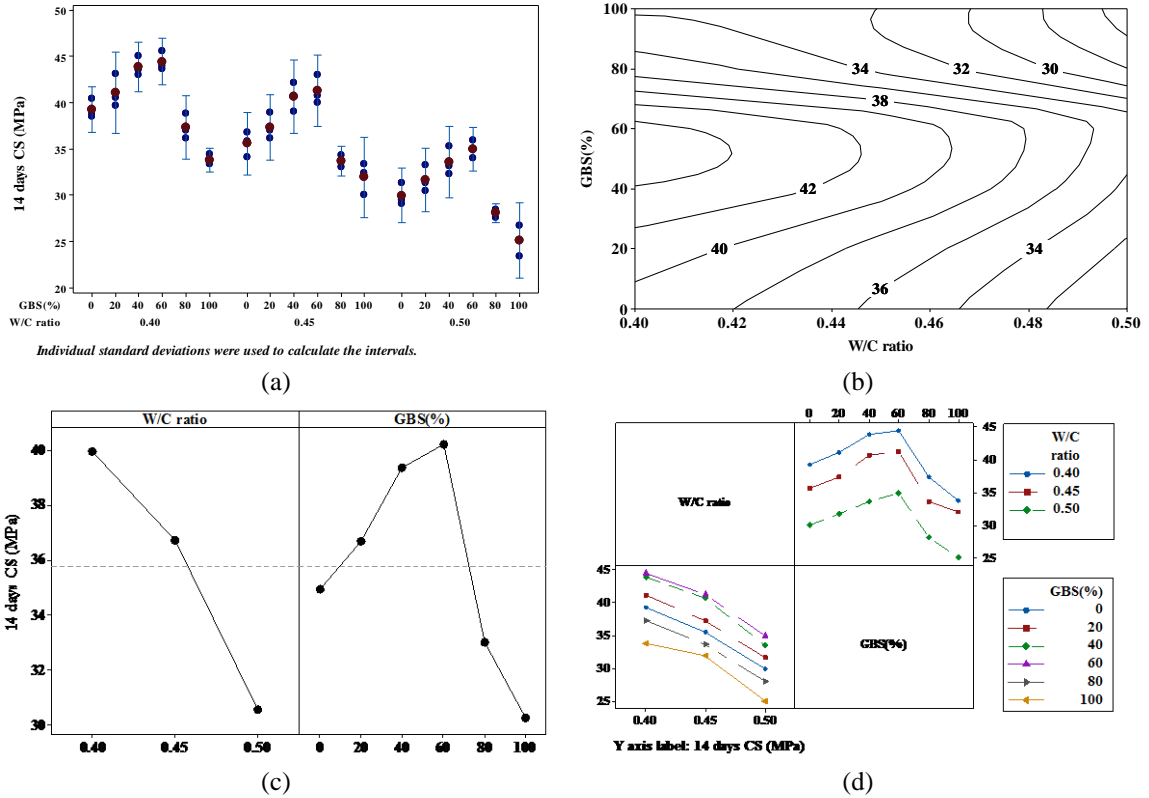 50
45
40
35
30
25
20
14 days CS (MPa)
GBS(%) 0 20 40 60 80 100 0 20 40 60 80 100 0 20 40 60 80 100
W/C ratio 0.40 0.45 0.50
Individual standard deviations were used to calculate the intervals.
(a)
100
80
60
40
20
0
GBS(%)
34 32 30
38
42
40 34
36
0.40 0.42 0.44 0.46 0.48 0.50
W/C ratio
(b)
W/C ratio GBS(%)
40
38
36
34
32
30
14 days CS (MPa)
0.40 0.45 0.50 0 20 40 60 80 100
(c)
0 20 40 60 80 100
W/C ratio
45
40
35
30
25
W/C
ratio
0.40
0.45
0.50
45
40
35
30
25
GBS(%)
0.40 0.45 0.50
GBS(%)
0
20
40
60
80
100
Y axis label: 14 days CS (MPa)
(d)